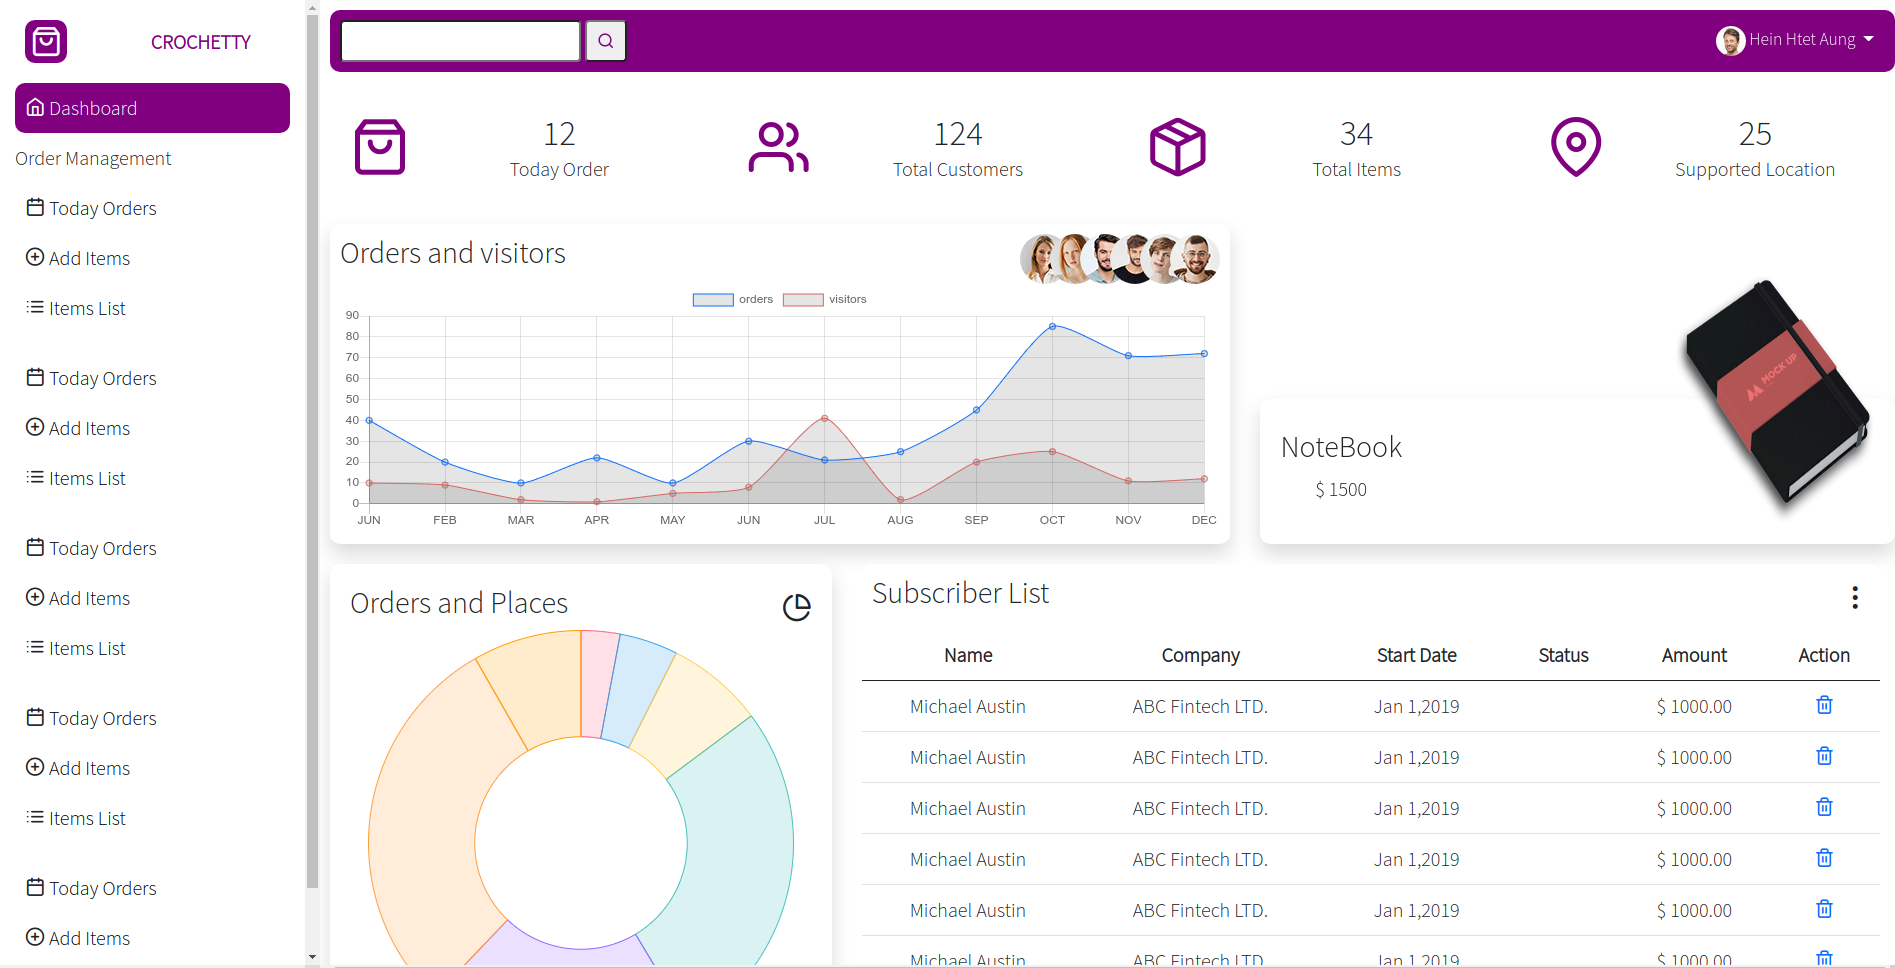 CROCHETTY
Dashboard
Order Management
Today Orders
Add Items
Items List
Today Orders
Add Items
Items List
Today Orders
Add Items
Items List
Today Orders
Add Items
Items List
Today Orders
Add Items
Hein Htet Aung
12
Today Order
124
Total Customers
34
Total Items
25
Supported Location
Orders and visitors
orders visitors
90
80
70
60
50
40
30
20
10
0
JUN FEB MAR APR MAY JUN JUL AUG SEP OCT NOV DEC
MOCK UP
NoteBook
$ 1500
Orders and Places
Subscriber List
Name Company Start Date Status Amount Action
Michael Austin ABC Fintech LTD. Jan 1,2019 $ 1000.00
Michael Austin ABC Fintech LTD. Jan 1,2019 $ 1000.00
Michael Austin ABC Fintech LTD. Jan 1,2019 $ 1000.00
Michael Austin ABC Fintech LTD. Jan 1,2019 $ 1000.00
Michael Austin ABC Fintech LTD. Jan 1,2019 $ 1000.00
Michael Austin ABC Fintech LTD. Jan 1,2019 $ 1000.00